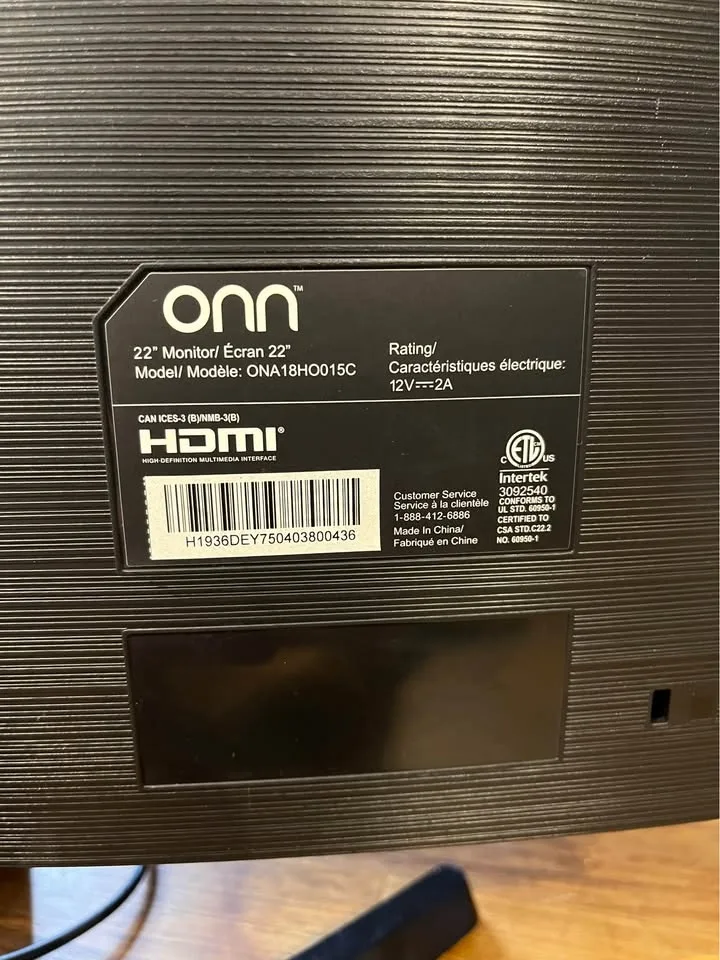 onn™
22" Monitor/ Écran 22"
Model/ Modèle: ONA18HO015C
Rating/
Caractéristiques électrique:
12V⎓2A
CAN ICES-3 (B)/NMB-3(B)
HDMI®
HIGH-DEFINITION MULTIMEDIA INTERFACE
H1936DEY750403800436
Customer Service
Service à la clientèle
1-888-412-6886
Made In China/
Fabriqué en Chine
C ETL US
Intertek
3092540
CONFORMS TO
UL STD. 60950-1
CERTIFIED TO
CSA STD.C22.2
NO. 60950-1